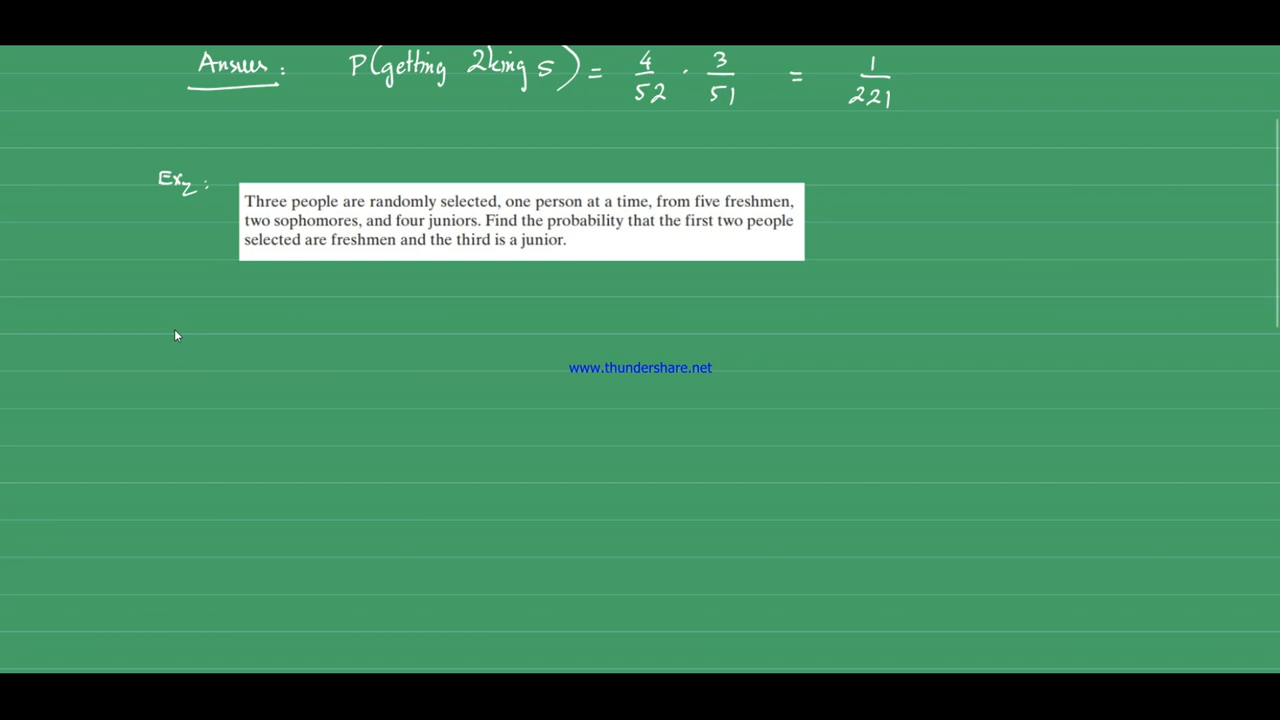 Answer : P(getting 2 kings) = 4/52 · 3/51 = 1/221
Ex2 :
Three people are randomly selected, one person at a time, from five freshmen,
two sophomores, and four juniors. Find the probability that the first two people
selected are freshmen and the third is a junior.
www.thundershare.net